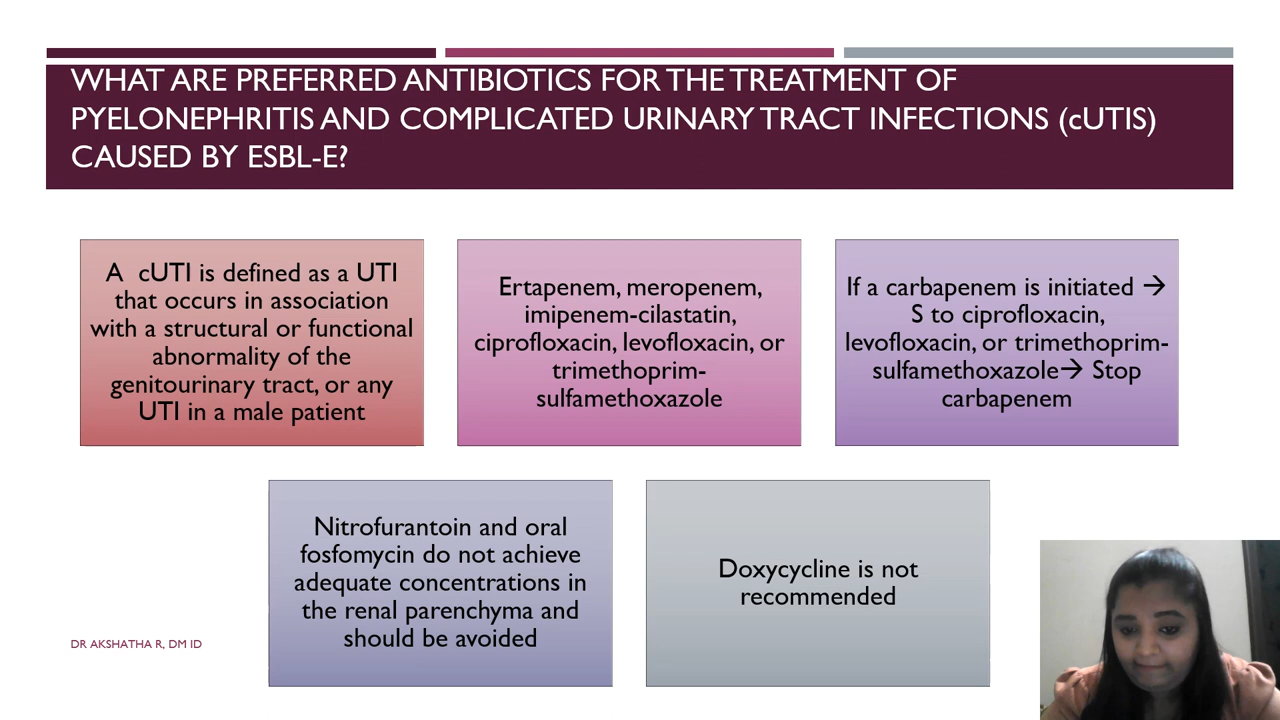 WHAT ARE PREFERRED ANTIBIOTICS FOR THE TREATMENT OF
PYELONEPHRITIS AND COMPLICATED URINARY TRACT INFECTIONS (cUTIS)
CAUSED BY ESBL-E?
A cUTI is defined as a UTI
that occurs in association
with a structural or functional
abnormality of the
genitourinary tract, or any
UTI in a male patient
Ertapenem, meropenem,
imipenem-cilastatin,
ciprofloxacin, levofloxacin, or
trimethoprim-
sulfamethoxazole
If a carbapenem is initiated →
S to ciprofloxacin,
levofloxacin, or trimethoprim-
sulfamethoxazole→ Stop
carbapenem
Nitrofurantoin and oral
fosfomycin do not achieve
adequate concentrations in
the renal parenchyma and
should be avoided
Doxycycline is not
recommended
DR AKSHATHA R, DM ID